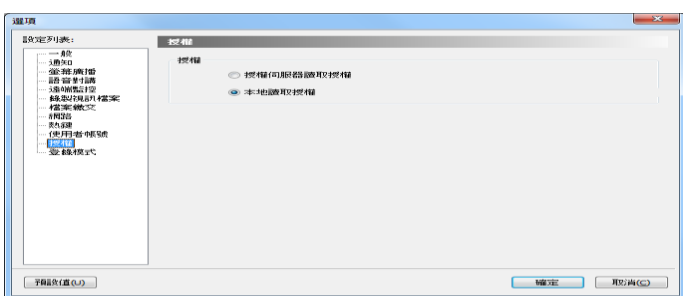 選項
設定列表:
一般
通知
螢幕廣播
語音對講
遠端監控
錄製視訊檔案
檔案繳交
網路
熱鍵
使用者帳號
授權
登錄模式
授權
授權
授權伺服器讀取授權
本地讀取授權
預設值(U)
確定
取消(C)